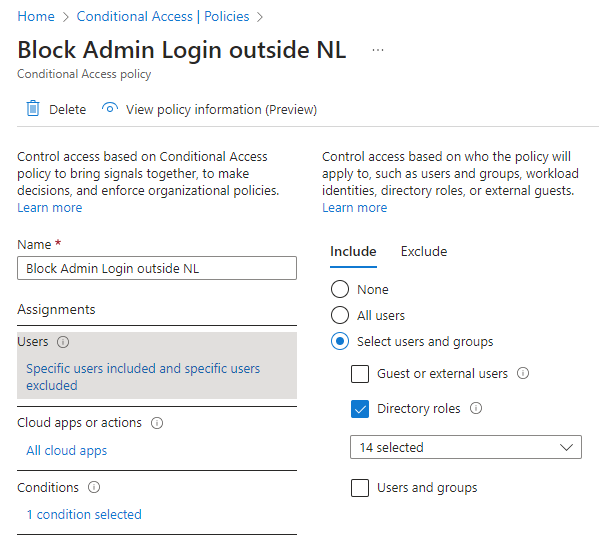 Home > Conditional Access | Policies >
Block Admin Login outside NL ...
Conditional Access policy
Delete View policy information (Preview)
Control access based on Conditional Access
policy to bring signals together, to make
decisions, and enforce organizational policies.
Learn more
Name *
Block Admin Login outside NL
Assignments
Users
Specific users included and specific users
excluded
Cloud apps or actions
All cloud apps
Conditions
1 condition selected
Control access based on who the policy will
apply to, such as users and groups, workload
identities, directory roles, or external guests.
Learn more
Include Exclude
None
All users
Select users and groups
Guest or external users
Directory roles
14 selected
Users and groups